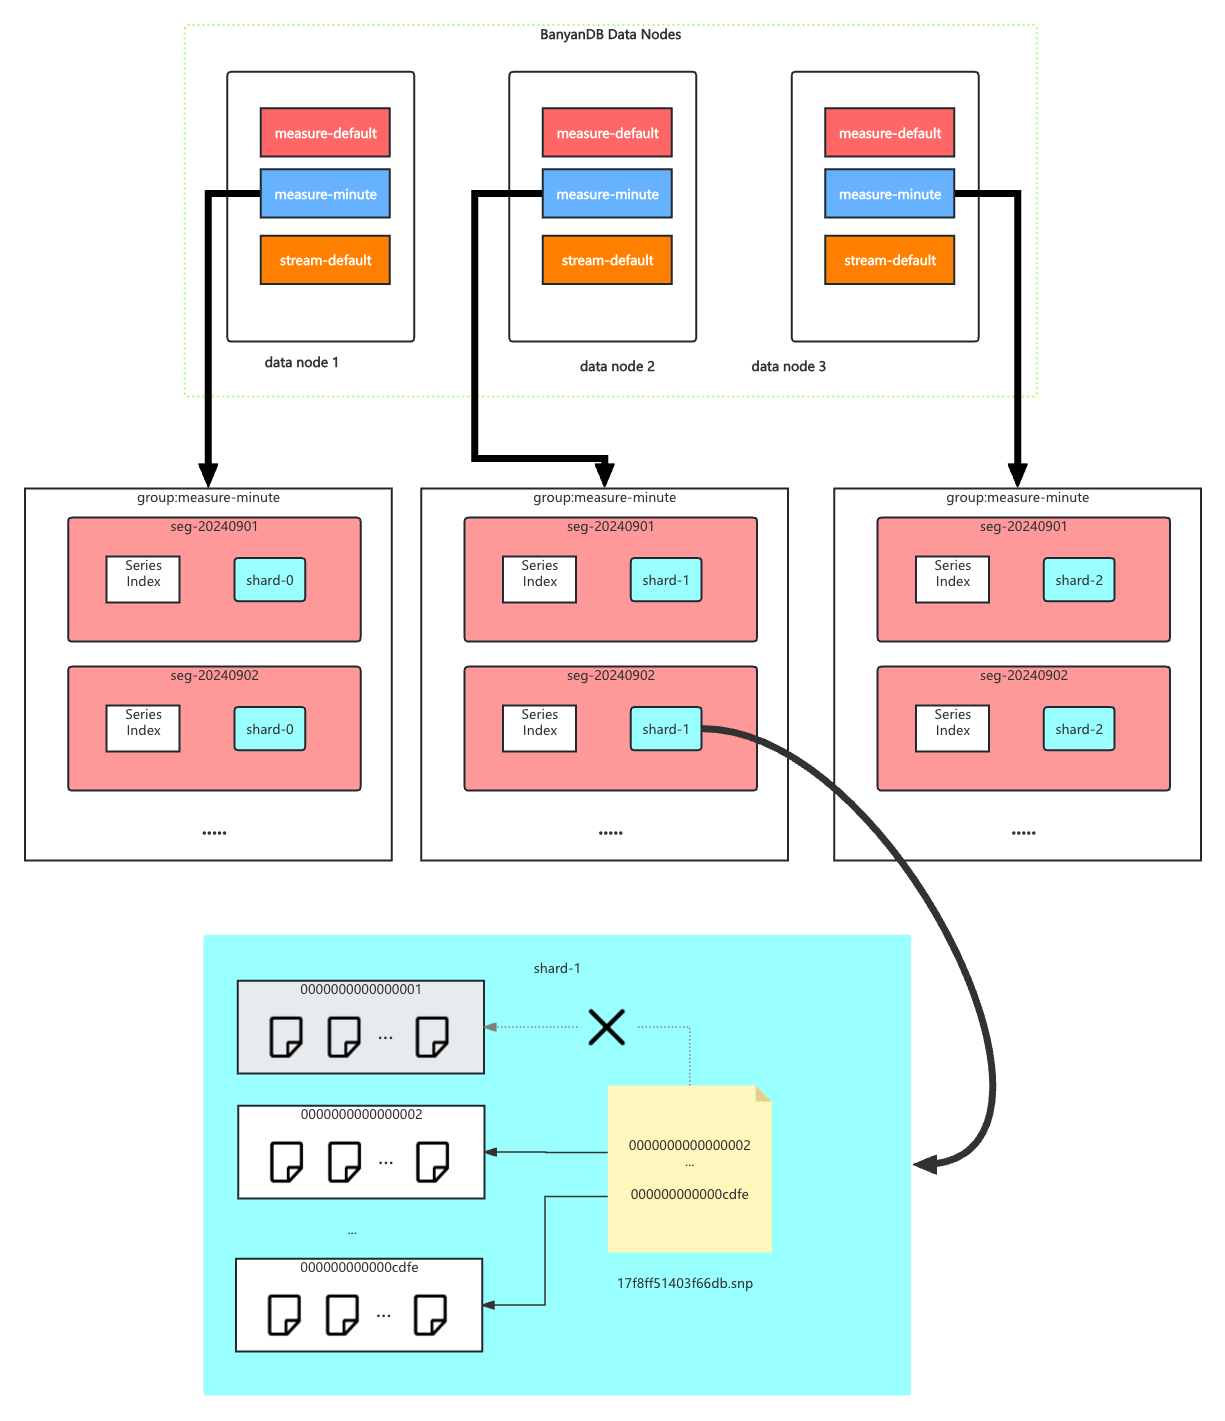 BanyanDB Data Nodes
measure-default
measure-minute
stream-default
data node 1
measure-default
measure-minute
stream-default
data node 2
measure-default
measure-minute
stream-default
data node 3
group:measure-minute
seg-20240901
Series
Index
shard-0
seg-20240902
Series
Index
shard-0
.....
group:measure-minute
seg-20240901
Series
Index
shard-1
seg-20240902
Series
Index
shard-1
.....
group:measure-minute
seg-20240901
Series
Index
shard-2
seg-20240902
Series
Index
shard-2
.....
shard-1
0000000000000001
...
0000000000000002
...
...
000000000000cdfe
...
0000000000000002
...
000000000000cdfe
17f8ff51403f66db.snp